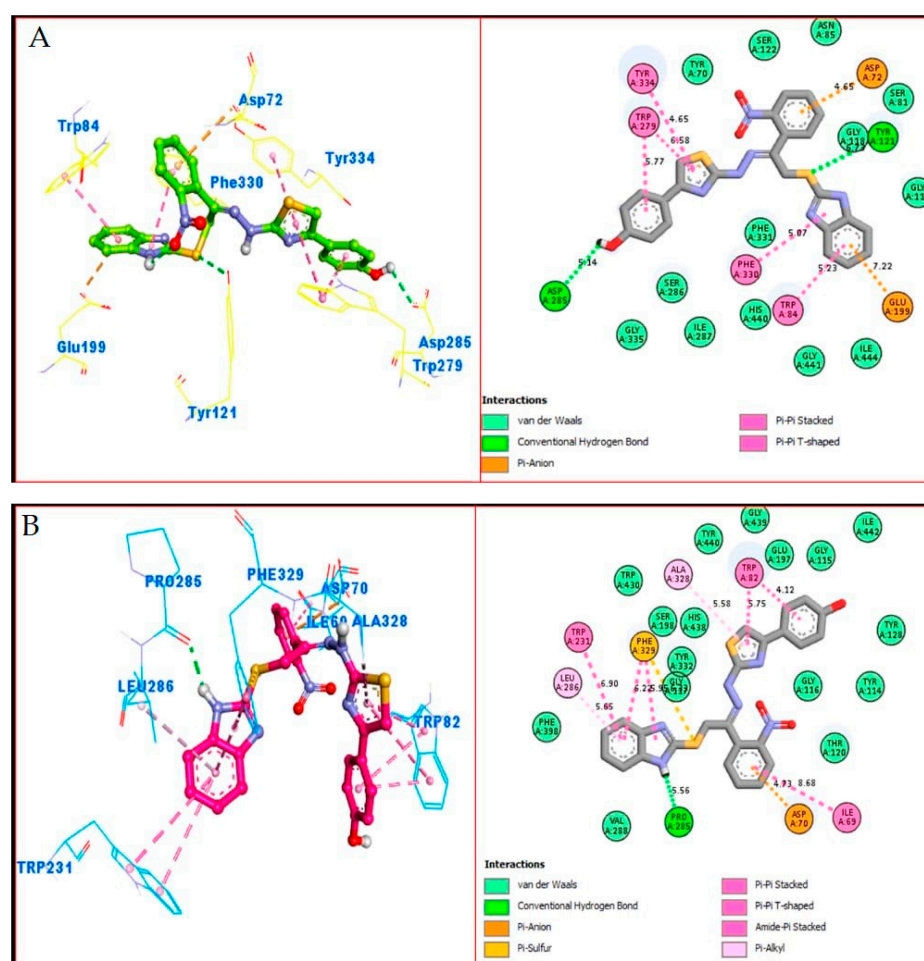 A
Trp84
Asp72
Tyr334
Phe330
Glu199
Asp285
Trp279
Tyr121
ASN
A:85
SER
A:122
TYR
A:70
ASP
A:72
TYR
A:334
SER
A:81
4.65
TRP
A:279
4.65
6.58
5.77
GLY
A:118
TYR
A:121
PHE
A:331
5.07
PHE
A:330
5.14
ASP
A:285
SER
A:286
5.23
7.22
GLU
A:199
TRP
A:84
HIS
A:440
GLY
A:335
ILE
A:287
GLY
A:441
ILE
A:444
Interactions
van der Waals
Conventional Hydrogen Bond
Pi-Anion
Pi-Pi Stacked
Pi-Pi T-shaped
B
PRO285
PHE329
ASP70
ALA328
LEU286
TRP82
TRP231
GLY
A:439
TYR
A:440
ILE
A:442
GLU
A:197
GLY
A:115
ALA
A:328
TRP
A:82
TRP
A:430
5.58
5.75
4.12
SER
A:198
HIS
A:438
TRP
A:231
PHE
A:329
TYR
A:332
TYR
A:128
LEU
A:286
6.90
6.22
5.95
GLY
A:116
TYR
A:114
5.65
PHE
A:398
THR
A:120
5.56
4.73
8.68
VAL
A:288
PRO
A:285
ASP
A:70
ILE
A:69
Interactions
van der Waals
Conventional Hydrogen Bond
Pi-Anion
Pi-Sulfur
Pi-Pi Stacked
Pi-Pi T-shaped
Amide-Pi Stacked
Pi-Alkyl